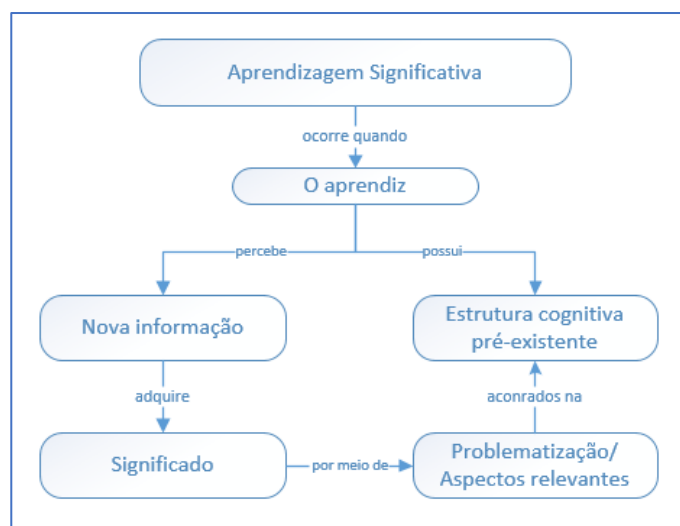 Aprendizagem Significativa
ocorre quando
O aprendiz
percebe
possui
Nova informação
Estrutura cognitiva
pré-existente
adquire
aconrados na
Significado
por meio de
Problematização/
Aspectos relevantes